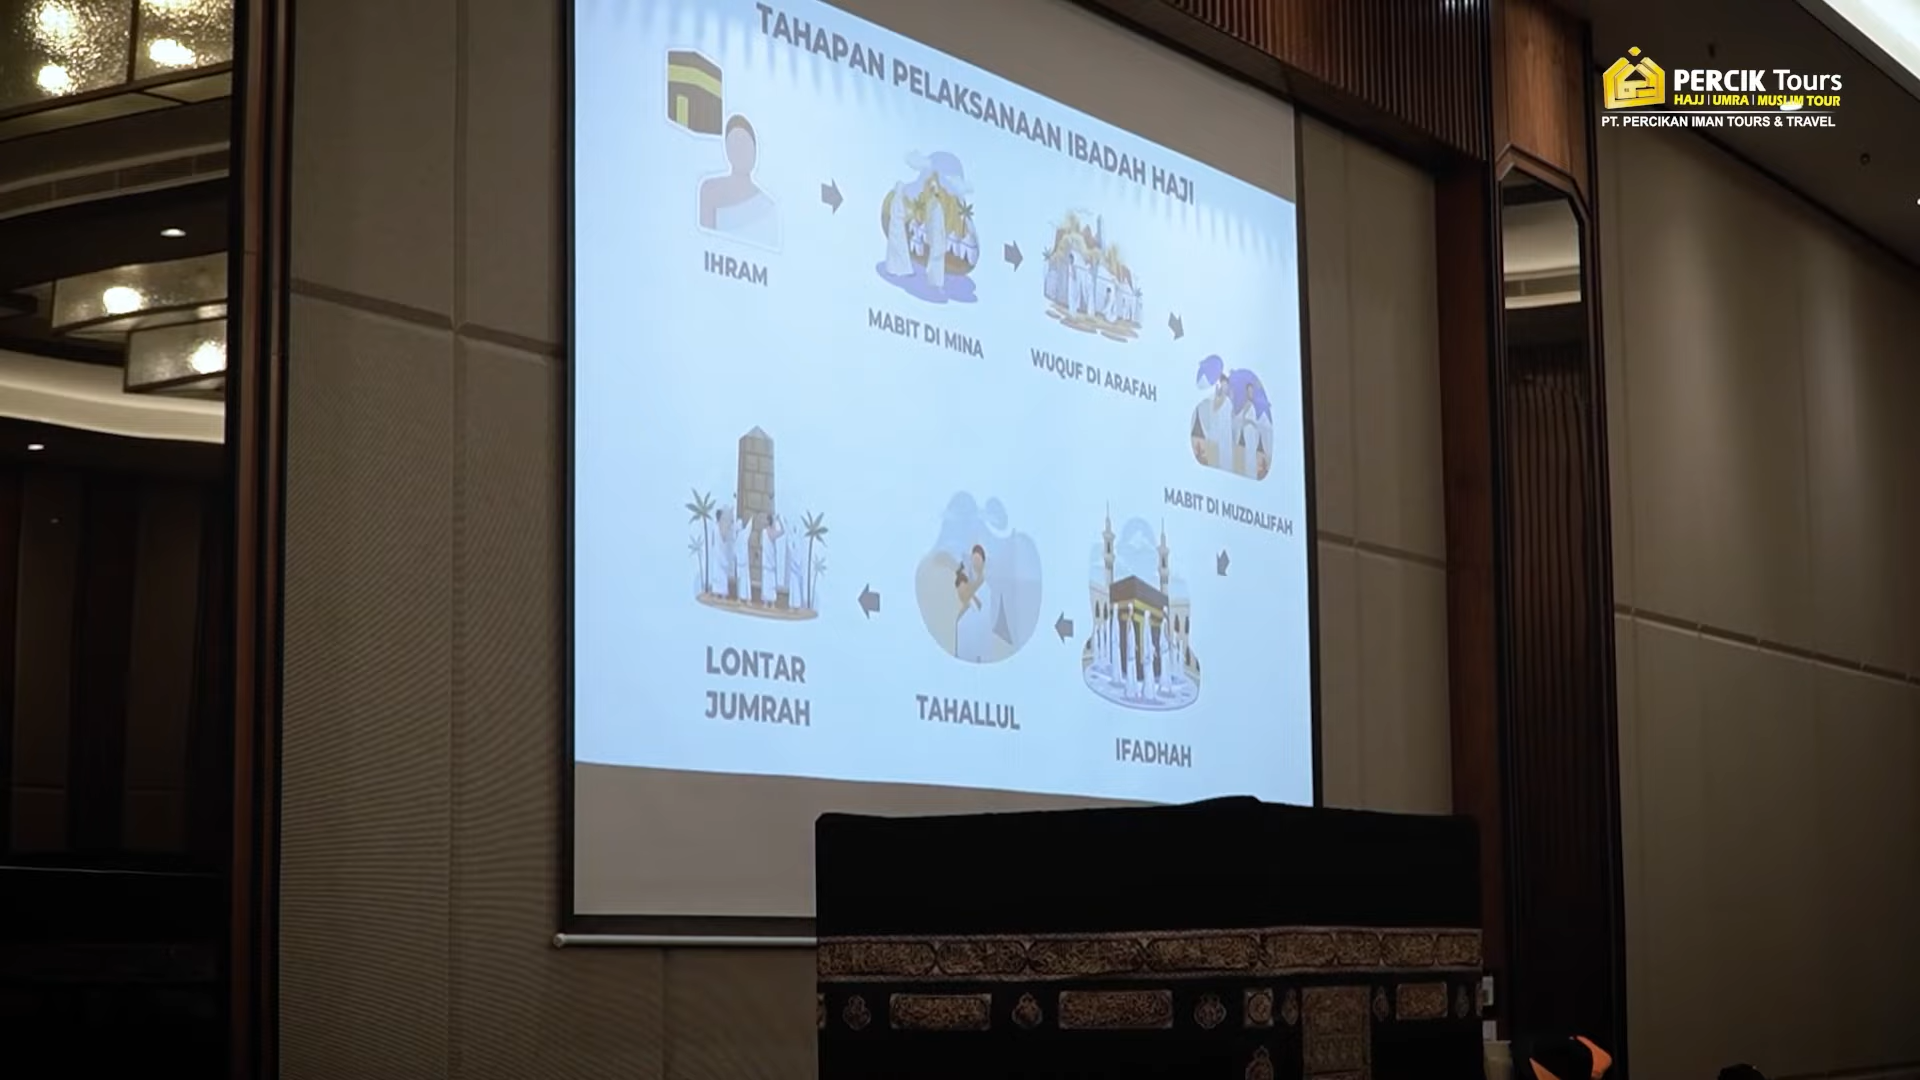 TAHAPAN PELAKSANAAN IBADAH HAJI
IHRAM
MABIT DI MINA
WUQUF DI ARAFAH
MABIT DI MUZDALIFAH
IFADHAH
TAHALLUL
LONTAR
JUMRAH
PERCIK Tours
HAJJ | UMRA | MUSLIM TOUR
PT. PERCIKAN IMAN TOURS & TRAVEL